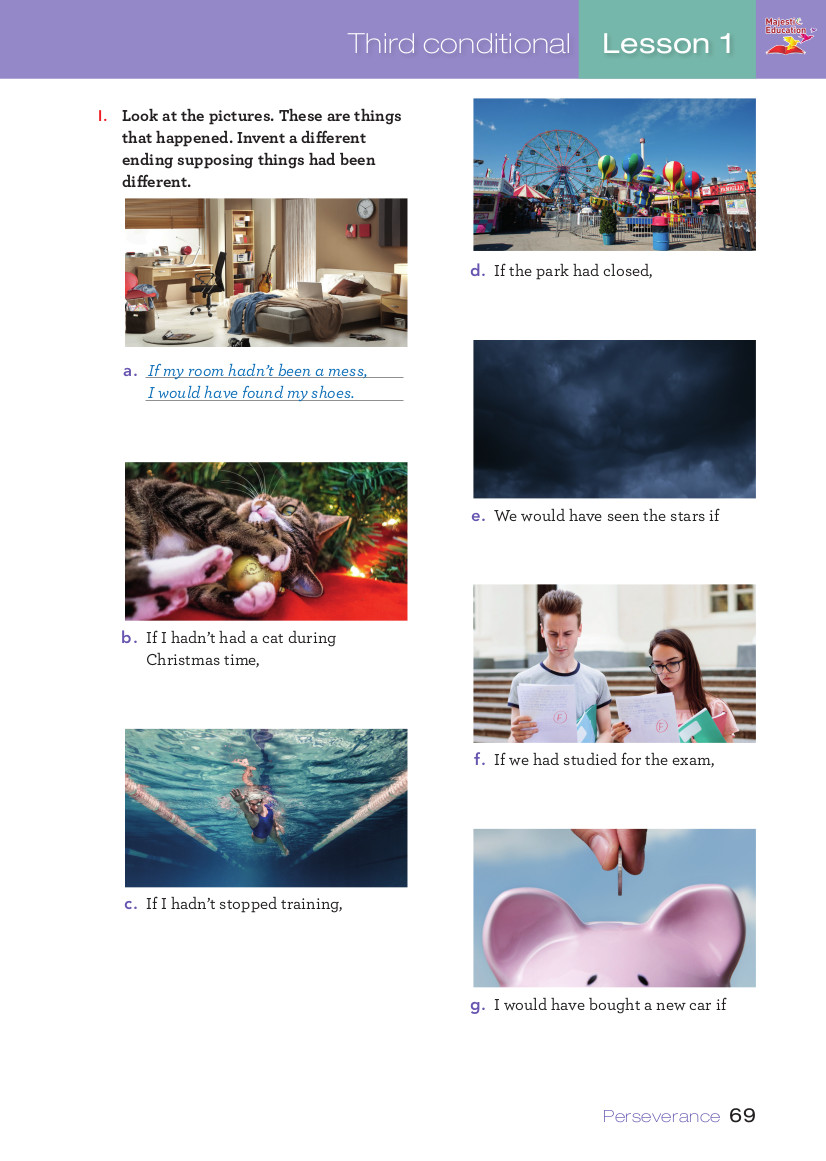 Third conditional Lesson 1
Majestic
Education
1. Look at the pictures. These are things
that happened. Invent a different
ending supposing things had been
different.
a. If my room hadn't been a mess,
I would have found my shoes.
b. If I hadn't had a cat during
Christmas time,
c. If I hadn't stopped training,
d. If the park had closed,
e. We would have seen the stars if
f. If we had studied for the exam,
F
F
g. I would have bought a new car if
Perseverance 69